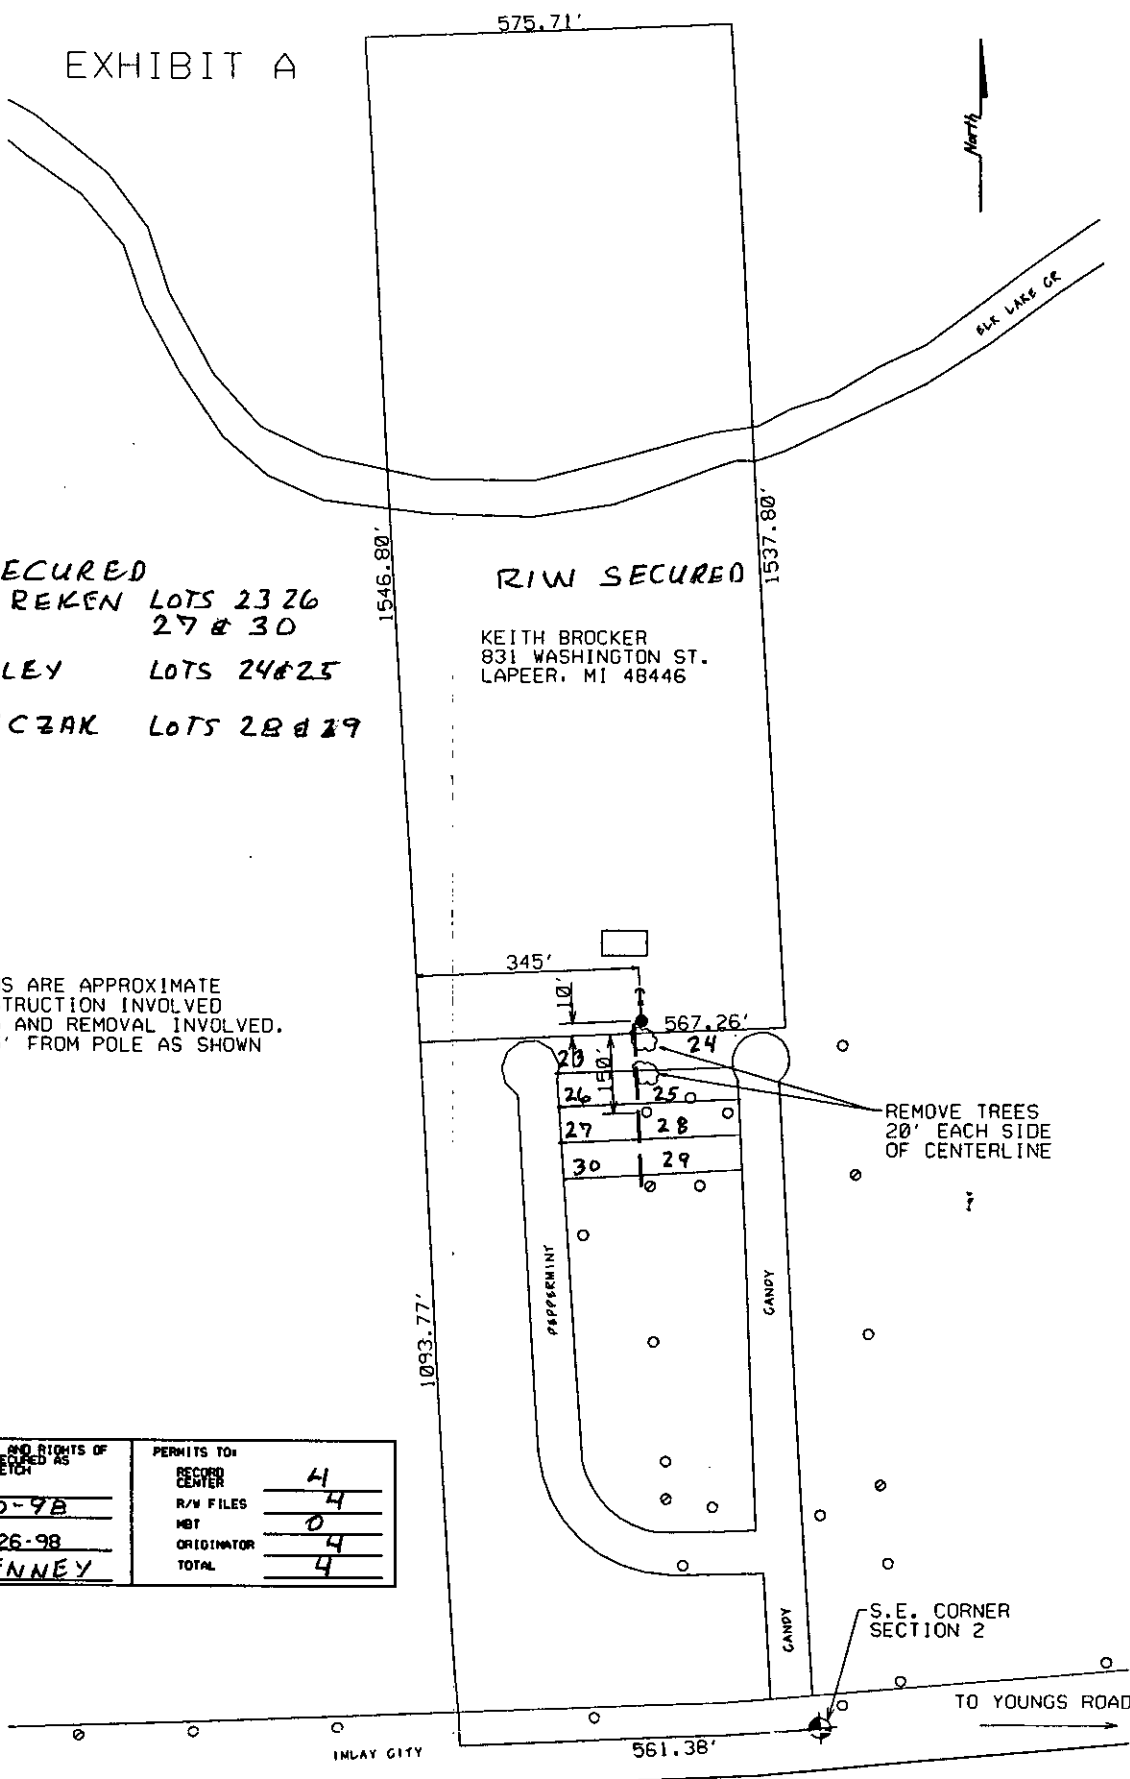 575.71'
EXHIBIT A
North
ELK LAKE CR
1546.80'
1537.80'
ECURED
REKEN LOTS 23 26
27 & 30
LEY LOTS 24&25
CZAK LOTS 28 & 29
R/W SECURED
KEITH BROCKER
831 WASHINGTON ST.
LAPEER, MI 48446
S ARE APPROXIMATE
TRUCTION INVOLVED
AND REMOVAL INVOLVED.
' FROM POLE AS SHOWN
345'
10'
567.26'
23
24
150'
26
25
27
28
30
29
REMOVE TREES
20' EACH SIDE
OF CENTERLINE
PEPPERMINT
CANDY
1093.77'
AND RIGHTS OF
ECURED AS
ETCH
-98
26-98
ENNEY
PERMITS TO:
RECORD
CENTER 4
R/W FILES 4
MBT 0
ORIGINATOR 4
TOTAL 4
CANDY
S.E. CORNER
SECTION 2
TO YOUNGS ROAD
IMLAY CITY
561.38'